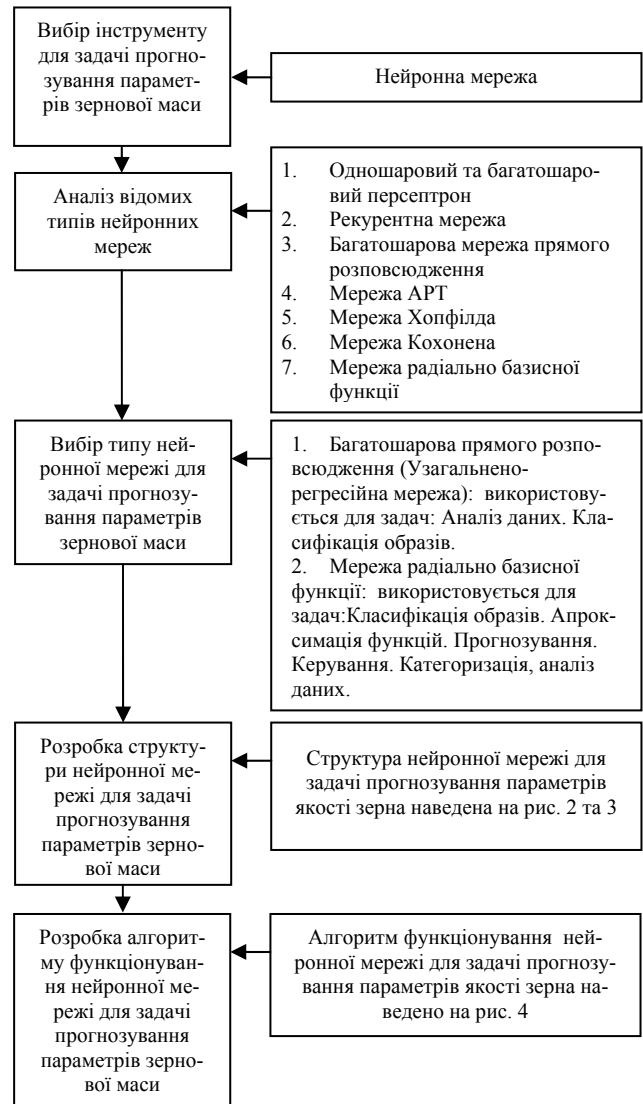 Вибір інструменту
для задачі прогно-
зування парамет-
рів зернової маси
Нейронна мережа
Аналіз відомих
типів нейронних
мереж
1. Одношаровий та багатошаро-
вий персептрон
2. Рекурентна мережа
3. Багатошарова мережа прямого
розповсюдження
4. Мережа АРТ
5. Мережа Хопфілда
6. Мережа Кохонена
7. Мережа радіально базисної
функції
Вибір типу ней-
ронної мережі для
задачі прогнозу-
вання параметрів
зернової маси
1. Багатошарова прямого розпо-
всюдження (Узагальнено-
регресійна мережа): використову-
ється для задач: Аналіз даних. Кла-
сифікація образів.
2. Мережа радіально базисної
функції: використовується для
задач:Класифікація образів. Апрок-
симація функцій. Прогнозування.
Керування. Категоризація, аналіз
даних.
Розробка структу-
ри нейронної ме-
режі для задачі
прогнозування
параметрів зерно-
вої маси
Структура нейронної мережі для
задачі прогнозування параметрів
якості зерна наведена на рис. 2 та 3
Розробка алгорит-
му функціонуван-
ня нейронної ме-
режі для задачі
прогнозування
параметрів зерно-
вої маси
Алгоритм функціонування ней-
ронної мережі для задачі прогнозу-
вання параметрів якості зерна на-
ведено на рис. 4